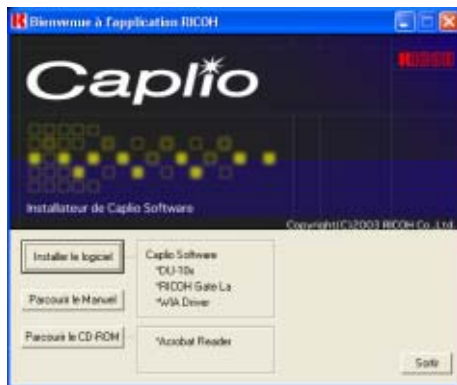 Bienvenue à l'application RICOH
RICOH
Caplio
Installateur de Caplio Software
Copyright(C)2003 RICOH Co.,Ltd.
Installer le logiciel
Caplio Software
*DU-10x
*RICOH Gate La
*WIA Driver
Parcourir le Manuel
Parcourir le CD-ROM
*Acrobat Reader
Sortir